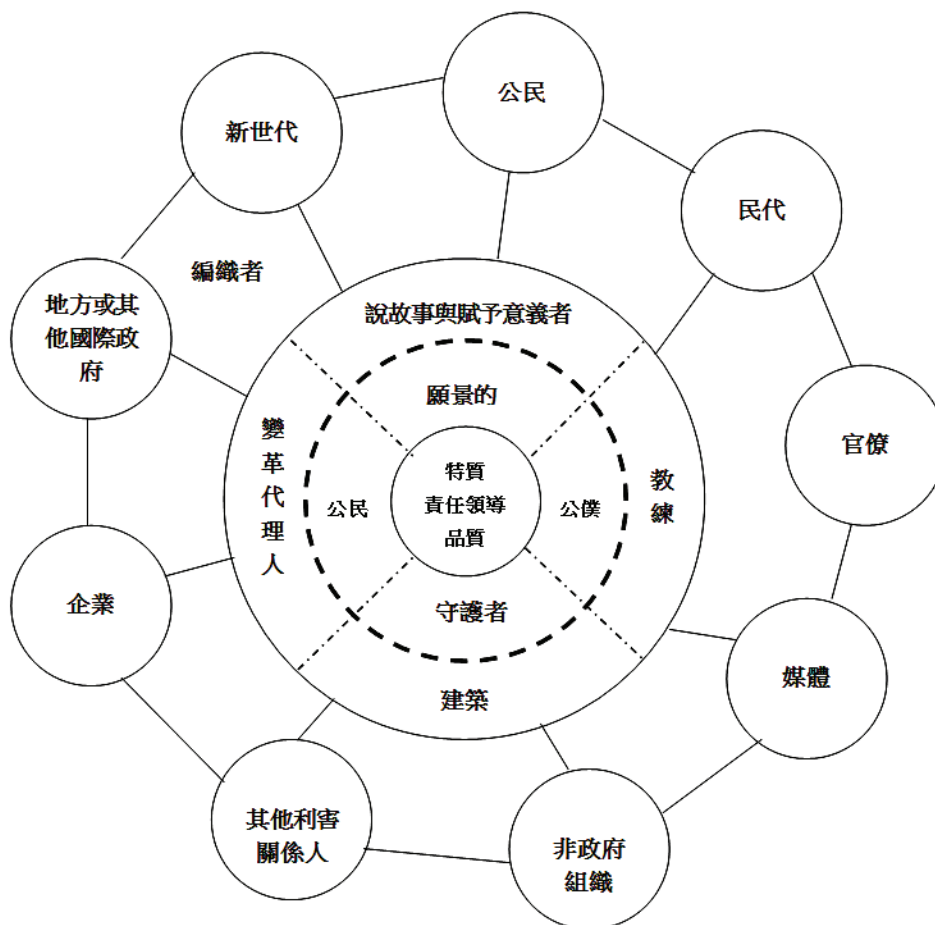 公民
新世代
民代
編織者
地方或其
他國際政
府
說故事與賦予意義者
願景的
官僚
變革代理人
特質
責任領導
品質
公民
公僕
教練
企業
守護者
媒體
建築
其他利害
關係人
非政府
組織